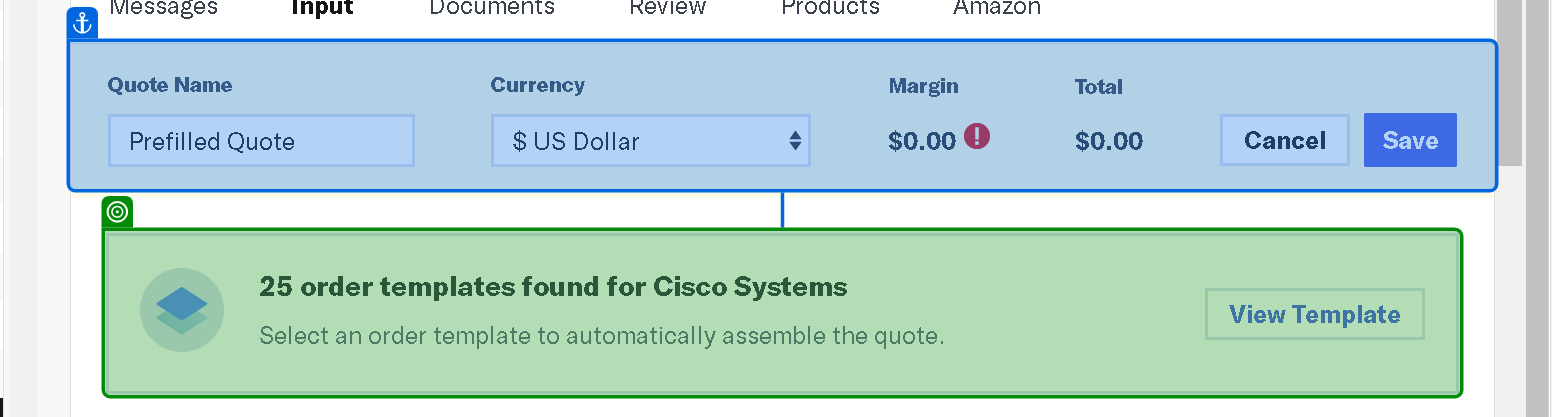 Messages Input Documents Review Products Amazon
Quote Name Currency Margin Total
Prefilled Quote $ US Dollar $0.00 ! $0.00 Cancel Save
25 order templates found for Cisco Systems
Select an order template to automatically assemble the quote.
View Template